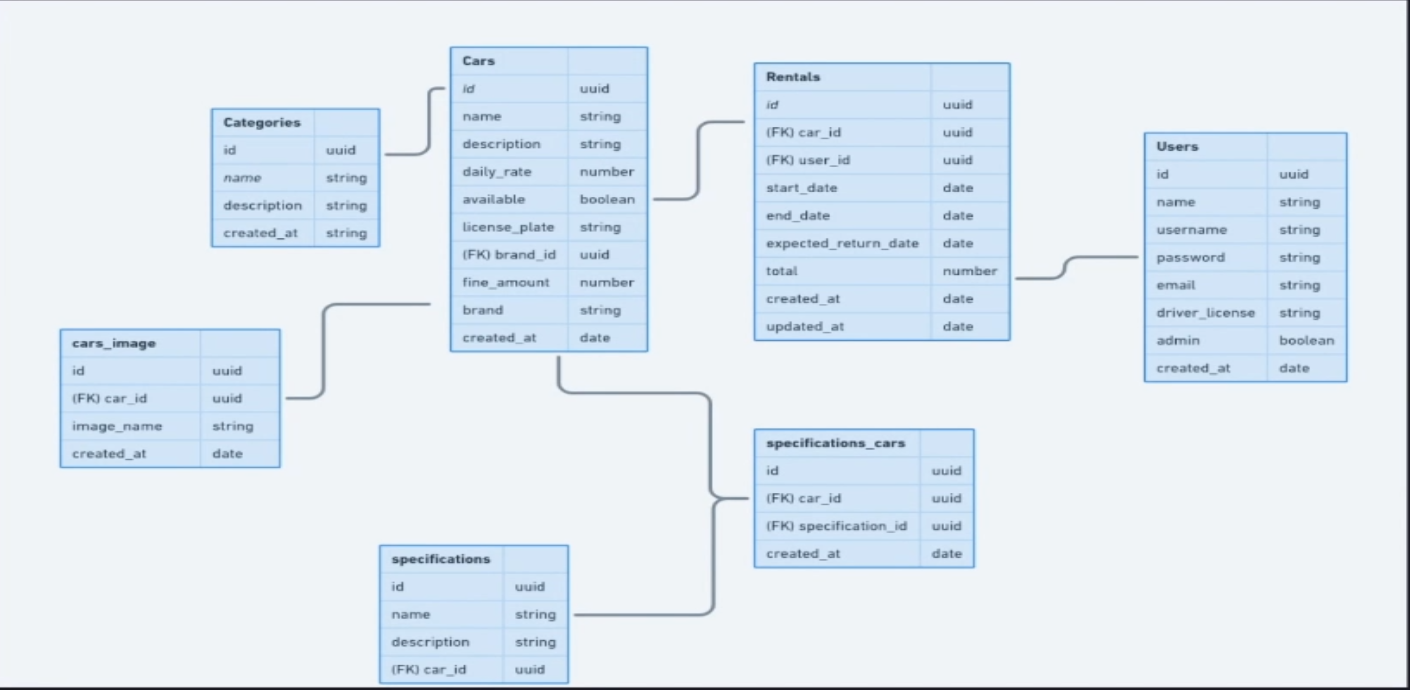 Cars
id uuid
name string
description string
daily_rate number
available boolean
license_plate string
(FK) brand_id uuid
fine_amount number
brand string
created_at date
Rentals
id uuid
(FK) car_id uuid
(FK) user_id uuid
start_date date
end_date date
expected_return_date date
total number
created_at date
updated_at date
Categories
id uuid
name string
description string
created_at string
Users
id uuid
name string
username string
password string
email string
driver_license string
admin boolean
created_at date
cars_image
id uuid
(FK) car_id uuid
image_name string
created_at date
specifications_cars
id uuid
(FK) car_id uuid
(FK) specification_id uuid
created_at date
specifications
id uuid
name string
description string
(FK) car_id uuid